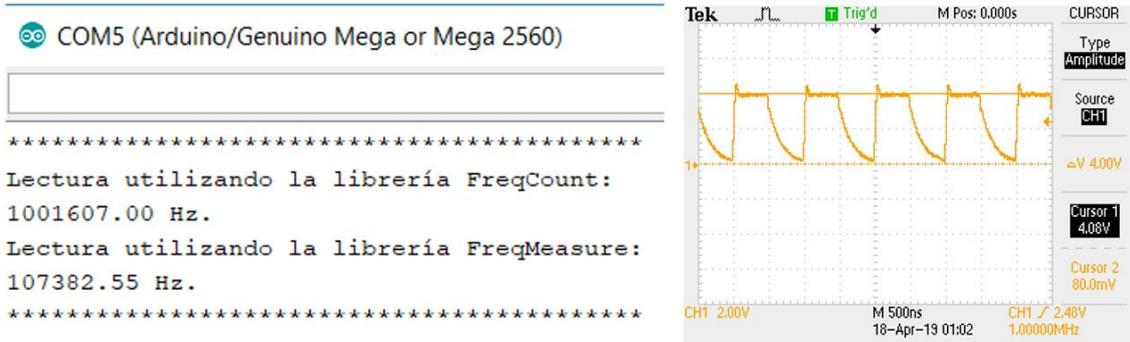 COM5 (Arduino/Genuino Mega or Mega 2560)
*******************************************
Lectura utilizando la librería FreqCount:
1001607.00 Hz.
Lectura utilizando la librería FreqMeasure:
107382.55 Hz.
*******************************************
Tek T Trig'd M Pos: 0.000s CURSOR
Type
Amplitude
Source
CH1
1
△V 4.00V
Cursor 1
4.08V
Cursor 2
80.0mV
CH1 2.00V M 500ns CH1 2.48V
18-Apr-19 01:02 1.00000MHz